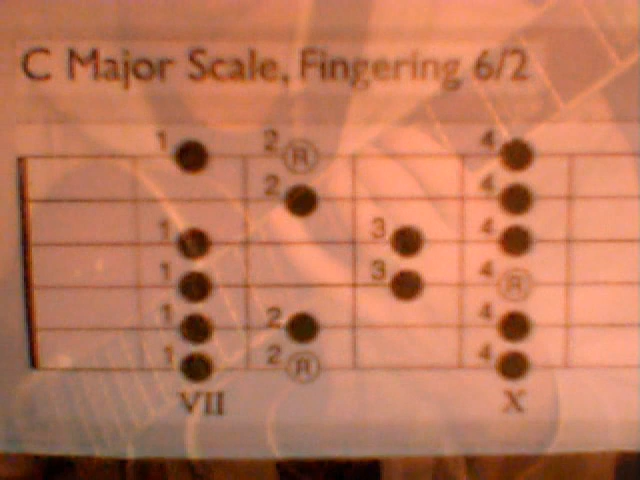 C Major Scale, Fingering 6/2
1 2 R 4
2 4
1 3 4
1 3 4 R
1 2 4
1 2 R 4
VII X